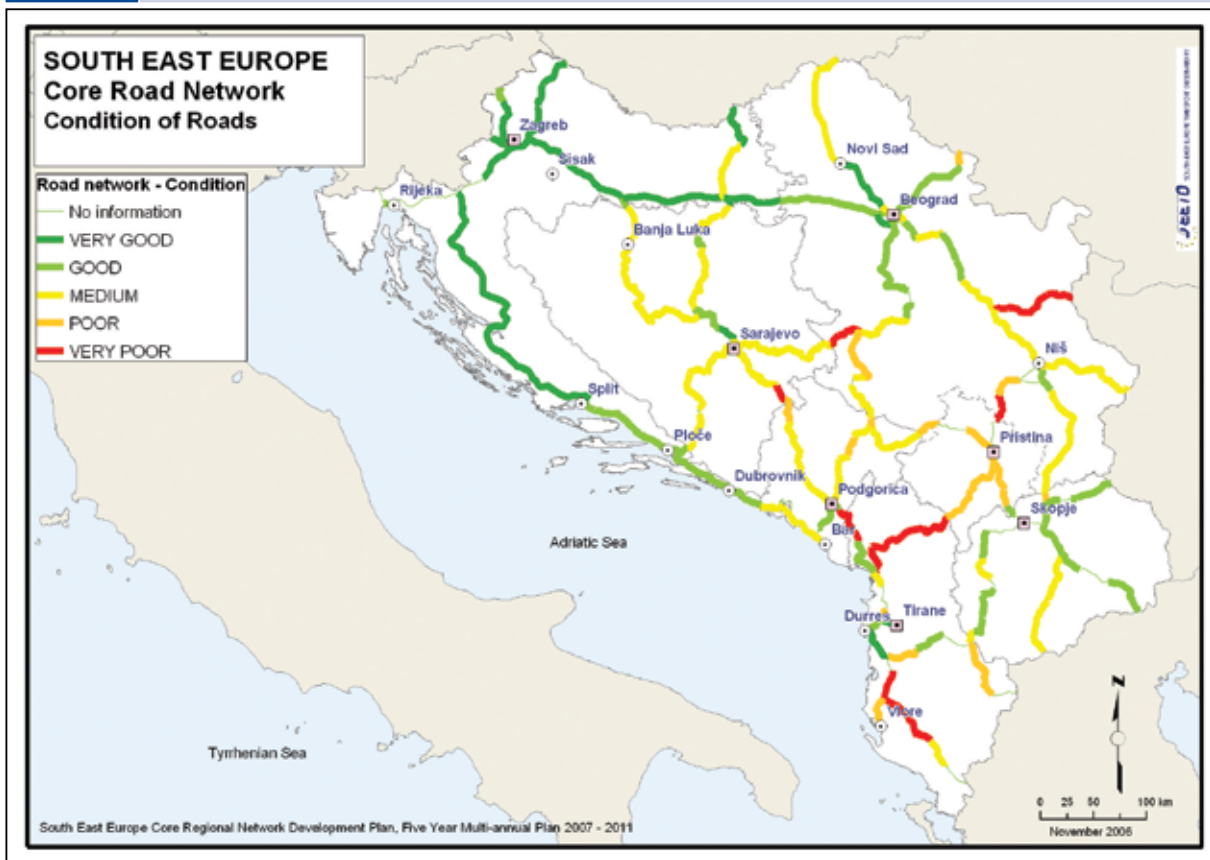 SOUTH EAST EUROPE
Core Road Network
Condition of Roads
Road network - Condition
No information
VERY GOOD
GOOD
MEDIUM
POOR
VERY POOR
Zagreb
Sisak
Rijeka
Novi Sad
Beograd
Banja Luka
Sarajevo
Niš
Split
Ploče
Pristina
Dubrovnik
Podgorica
Skopje
Bar
Adriatic Sea
Durres
Tirane
Vlore
Tyrrhenian Sea
N
0 25 50 100 km
November 2006
South East Europe Core Regional Network Development Plan, Five Year Multi-annual Plan 2007 - 2011